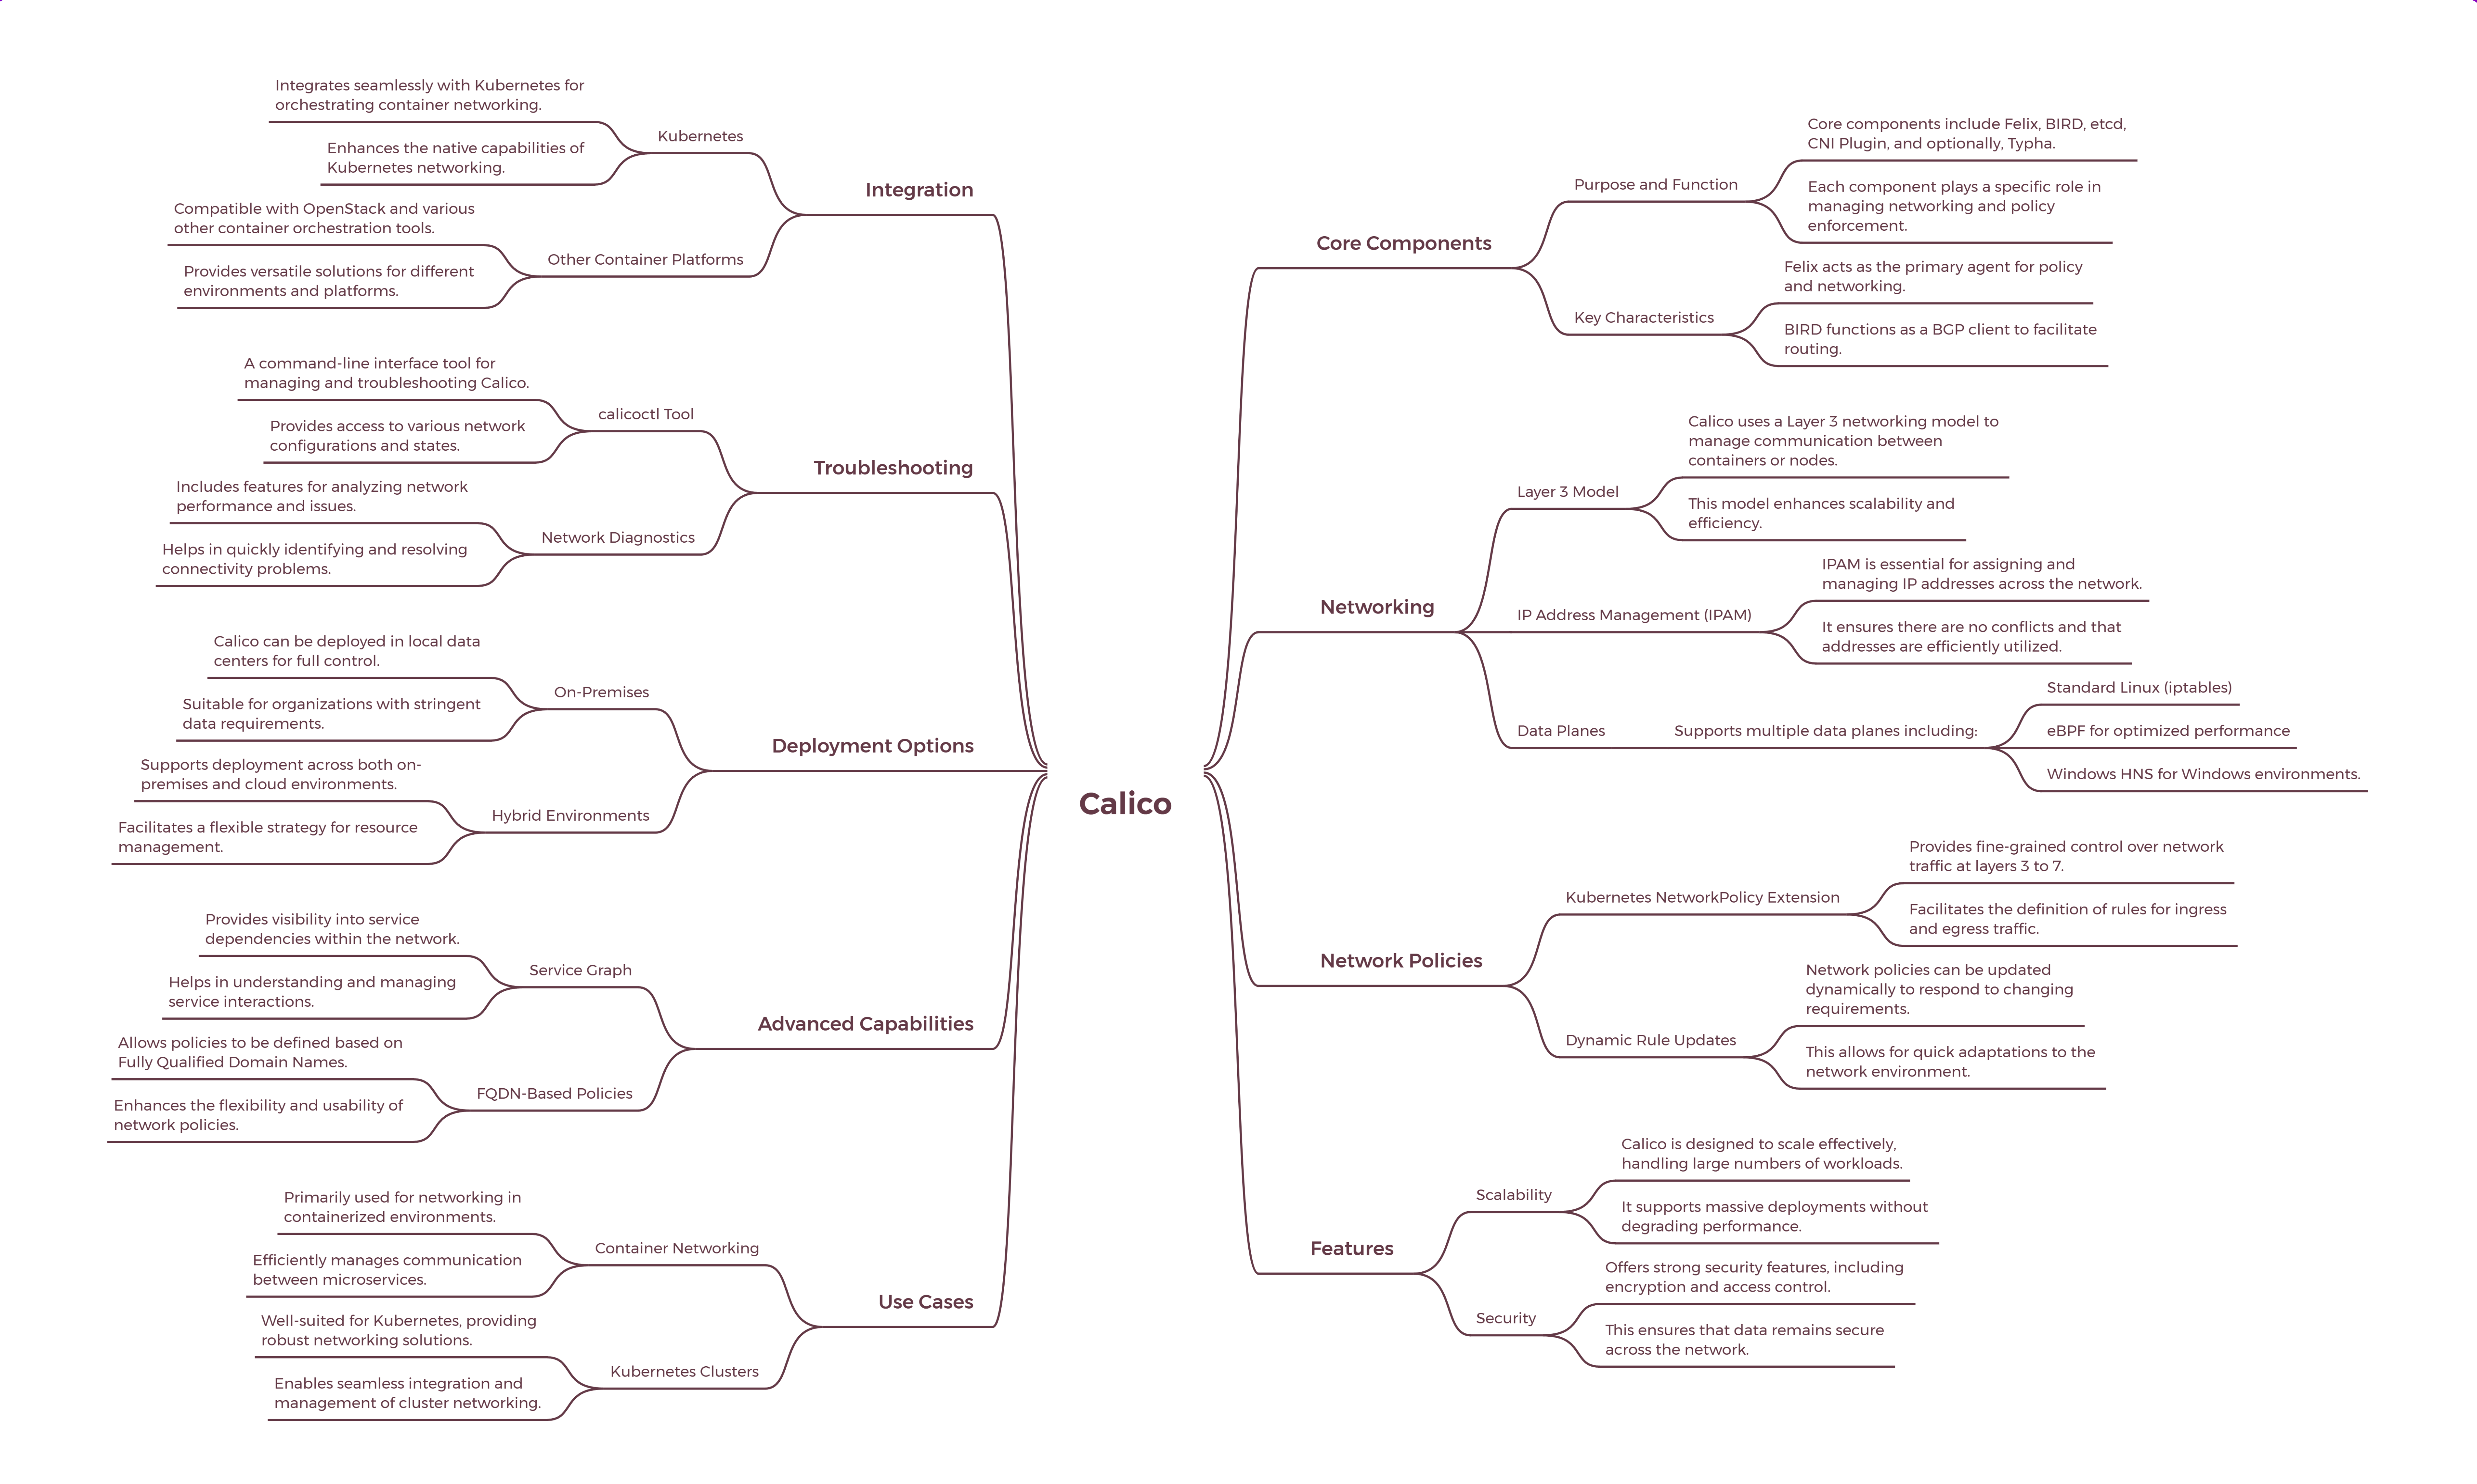 Calico
Integration
Kubernetes
Integrates seamlessly with Kubernetes for
orchestrating container networking.
Enhances the native capabilities of
Kubernetes networking.
Other Container Platforms
Compatible with OpenStack and various
other container orchestration tools.
Provides versatile solutions for different
environments and platforms.
Troubleshooting
calicoctl Tool
A command-line interface tool for
managing and troubleshooting Calico.
Provides access to various network
configurations and states.
Network Diagnostics
Includes features for analyzing network
performance and issues.
Helps in quickly identifying and resolving
connectivity problems.
Deployment Options
On-Premises
Calico can be deployed in local data
centers for full control.
Suitable for organizations with stringent
data requirements.
Hybrid Environments
Supports deployment across both on-
premises and cloud environments.
Facilitates a flexible strategy for resource
management.
Advanced Capabilities
Service Graph
Provides visibility into service
dependencies within the network.
Helps in understanding and managing
service interactions.
FQDN-Based Policies
Allows policies to be defined based on
Fully Qualified Domain Names.
Enhances the flexibility and usability of
network policies.
Use Cases
Container Networking
Primarily used for networking in
containerized environments.
Efficiently manages communication
between microservices.
Kubernetes Clusters
Well-suited for Kubernetes, providing
robust networking solutions.
Enables seamless integration and
management of cluster networking.
Core Components
Purpose and Function
Core components include Felix, BIRD, etcd,
CNI Plugin, and optionally, Typha.
Each component plays a specific role in
managing networking and policy
enforcement.
Key Characteristics
Felix acts as the primary agent for policy
and networking.
BIRD functions as a BGP client to facilitate
routing.
Networking
Layer 3 Model
Calico uses a Layer 3 networking model to
manage communication between
containers or nodes.
This model enhances scalability and
efficiency.
IP Address Management (IPAM)
IPAM is essential for assigning and
managing IP addresses across the network.
It ensures there are no conflicts and that
addresses are efficiently utilized.
Data Planes
Supports multiple data planes including:
Standard Linux (iptables)
eBPF for optimized performance
Windows HNS for Windows environments.
Network Policies
Kubernetes NetworkPolicy Extension
Provides fine-grained control over network
traffic at layers 3 to 7.
Facilitates the definition of rules for ingress
and egress traffic.
Dynamic Rule Updates
Network policies can be updated
dynamically to respond to changing
requirements.
This allows for quick adaptations to the
network environment.
Features
Scalability
Calico is designed to scale effectively,
handling large numbers of workloads.
It supports massive deployments without
degrading performance.
Security
Offers strong security features, including
encryption and access control.
This ensures that data remains secure
across the network.